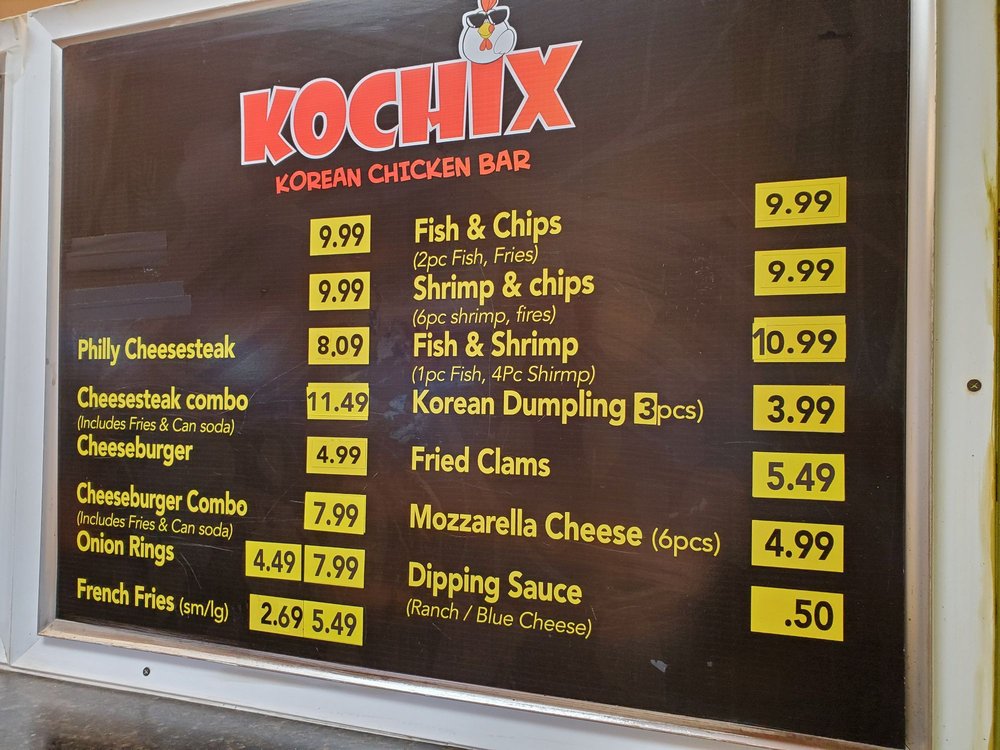 KOCHIX
KOREAN CHICKEN BAR
9.99
9.99
Philly Cheesesteak 8.09
Cheesesteak combo 11.49
(Includes Fries & Can soda)
Cheeseburger 4.99
Cheeseburger Combo 7.99
(Includes Fries & Can soda)
Onion Rings 4.49 7.99
French Fries (sm/lg) 2.69 5.49
Fish & Chips 9.99
(2pc Fish, Fries)
Shrimp & chips 9.99
(6pc shrimp, fires)
Fish & Shrimp 10.99
(1pc Fish, 4Pc Shirmp)
Korean Dumpling 3pcs) 3.99
Fried Clams 5.49
Mozzarella Cheese (6pcs) 4.99
Dipping Sauce .50
(Ranch / Blue Cheese)